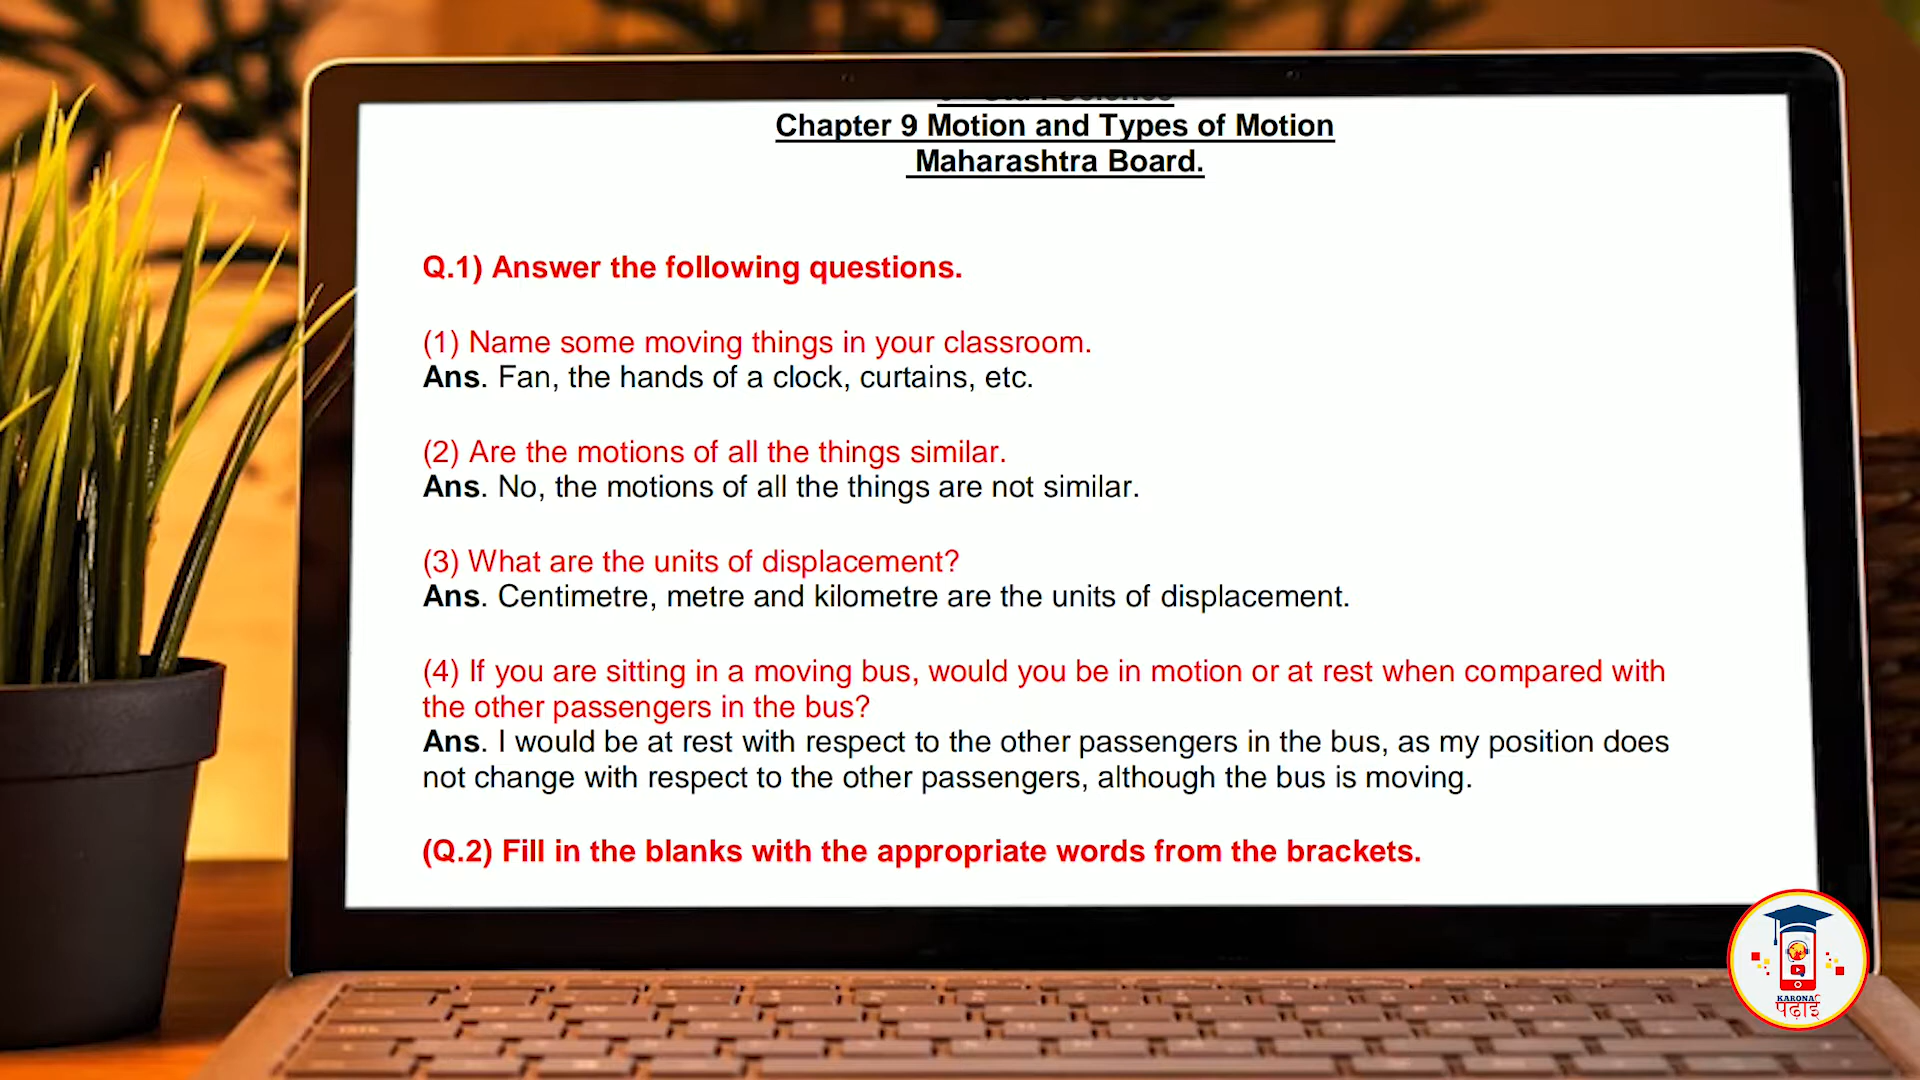 Chapter 9 Motion and Types of Motion
Maharashtra Board.
Q.1) Answer the following questions.
(1) Name some moving things in your classroom.
Ans. Fan, the hands of a clock, curtains, etc.
(2) Are the motions of all the things similar.
Ans. No, the motions of all the things are not similar.
(3) What are the units of displacement?
Ans. Centimetre, metre and kilometre are the units of displacement.
(4) If you are sitting in a moving bus, would you be in motion or at rest when compared with
the other passengers in the bus?
Ans. I would be at rest with respect to the other passengers in the bus, as my position does
not change with respect to the other passengers, although the bus is moving.
(Q.2) Fill in the blanks with the appropriate words from the brackets.
KARONA
पढ़ाई